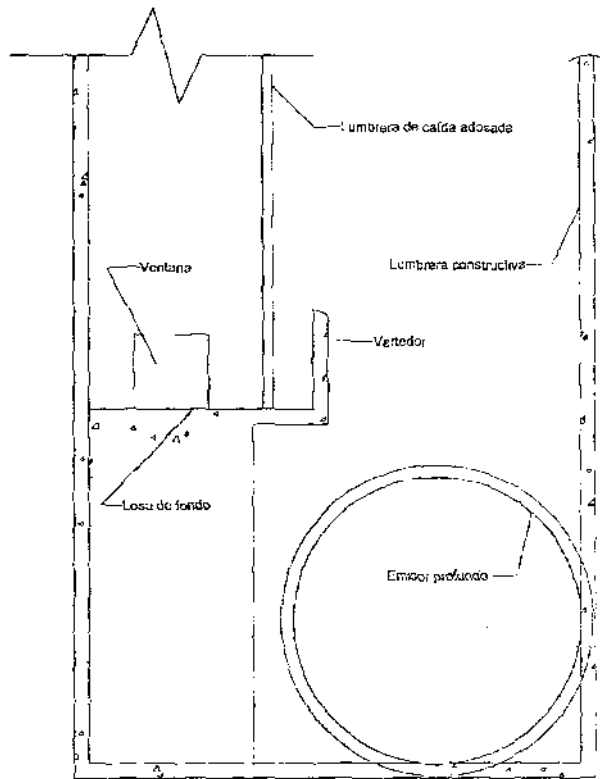 Lumbrera de caída adosada
Ventana
Lumbrera constructiva
Vertedor
Losa de fondo
Emisor profundo